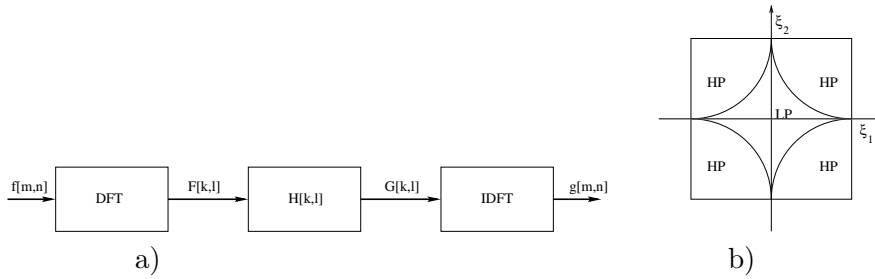 f[m,n]
DFT
F[k,l]
H[k,l]
G[k,l]
IDFT
g[m,n]
a)
ξ2
HP
HP
LP
ξ1
HP
HP
b)